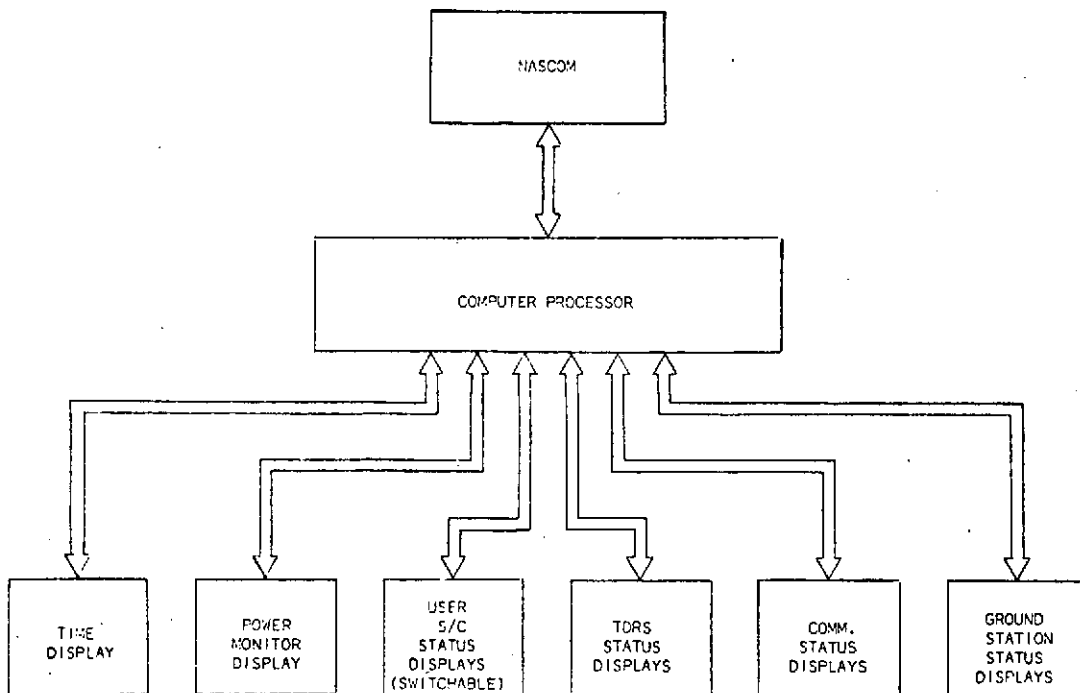 NASCOM
COMPUTER PROCESSOR
TIME
DISPLAY
POWER
MONITOR
DISPLAY
USER
S/C
STATUS
DISPLAYS
(SWITCHABLE)
TDRS
STATUS
DISPLAYS
COMM.
STATUS
DISPLAYS
GROUND
STATION
STATUS
DISPLAYS